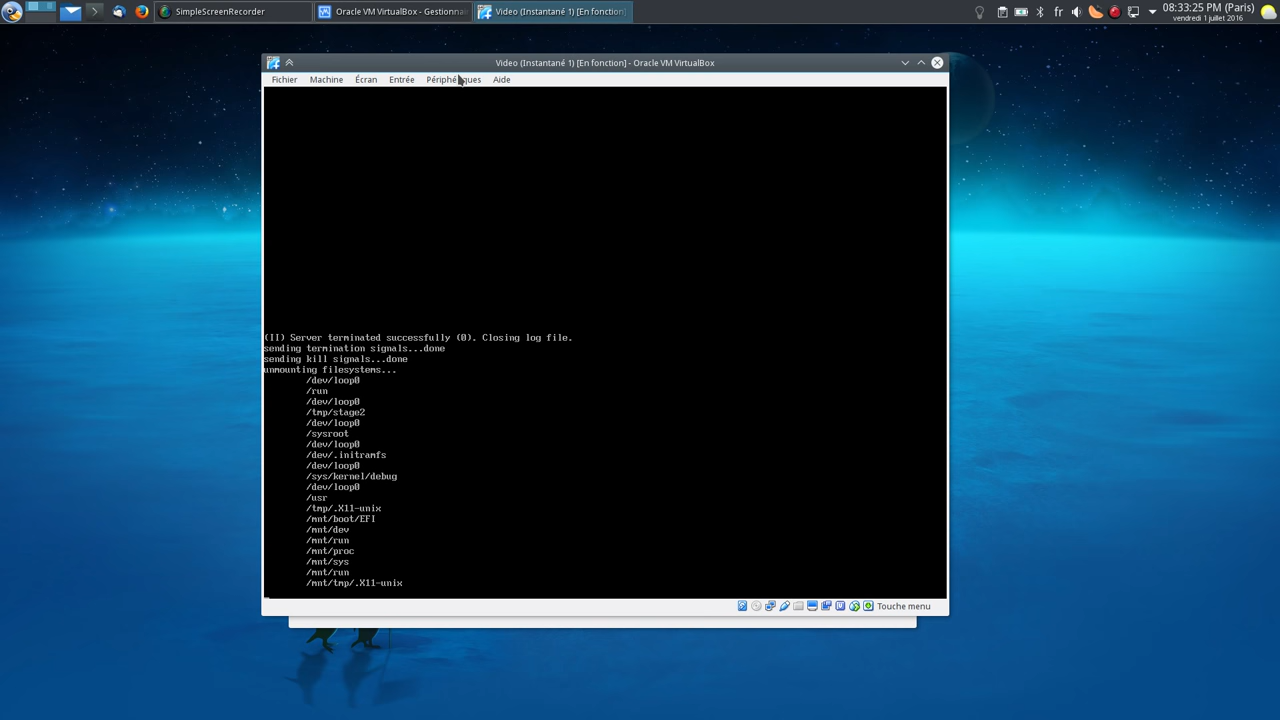 SimpleScreenRecorder
Oracle VM VirtualBox - Gestionna
Video (Instantané 1) [En fonction]
fr
08:33:25 PM (Paris)
vendredi 1 juillet 2016
Video (Instantané 1) [En fonction] - Oracle VM VirtualBox
Fichier Machine Écran Entrée Périphériques Aide
(II) Server terminated successfully (0). Closing log file.
sending termination signals...done
sending kill signals...done
unmounting filesystems...
/dev/loop0
/run
/dev/loop0
/tmp/stage2
/dev/loop0
/sysroot
/dev/loop0
/dev/.initramfs
/dev/loop0
/sys/kernel/debug
/dev/loop0
/usr
/tmp/.X11-unix
/mnt/boot/EFI
/mnt/dev
/mnt/run
/mnt/proc
/mnt/sys
/mnt/run
/mnt/tmp/.X11-unix
Touche menu